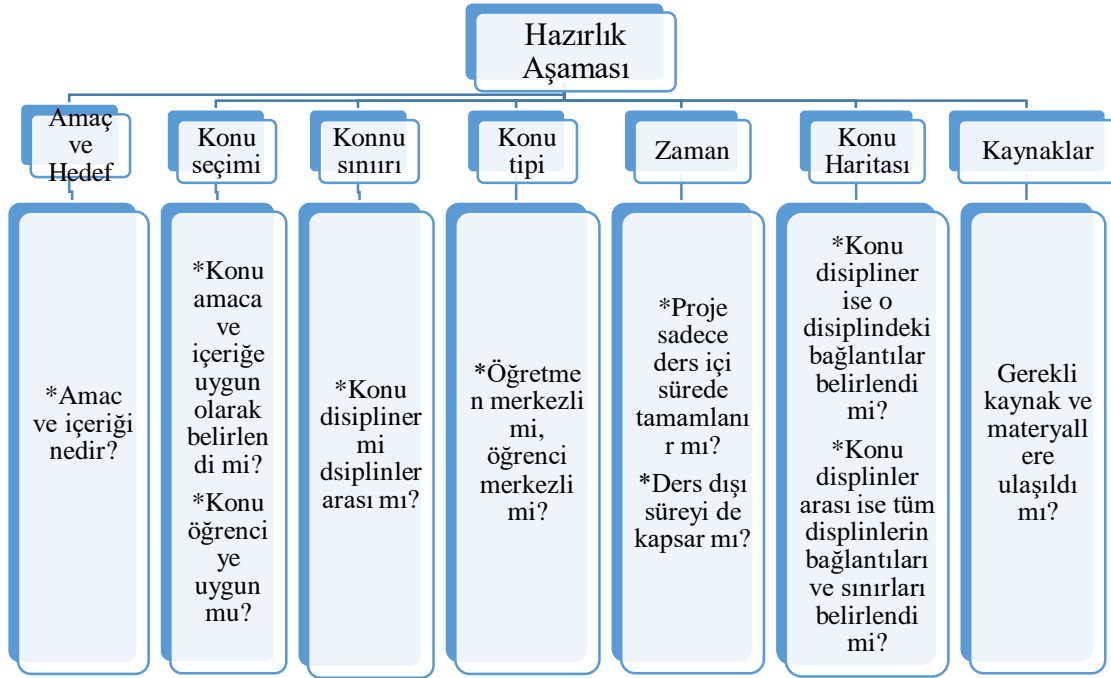 Hazırlık
Aşaması
Amaç
ve
Hedef
Konu
seçimi
Konnu
sınıırı
Konu
tipi
Zaman
Konu
Haritası
Kaynaklar
*Amac
ve içeriği
nedir?
*Konu
amaca
ve
içeriğe
uygun
olarak
belirlen
di mi?
*Konu
öğrenci
ye
uygun
mu?
*Konu
disipliner
mi
dsiplinler
arası mı?
*Öğretme
n merkezli
mi,
öğrenci
merkezli
mi?
*Proje
sadece
ders içi
sürede
tamamlanı
r mı?
*Ders dışı
süreyi de
kapsar mı?
*Konu
disipliner
ise o
disiplindeki
bağlantılar
belirlendi
mi?
*Konu
displinler
arası ise tüm
displinlerin
bağlantıları
ve sınırları
belirlendi
mi?
Gerekli
kaynak ve
materyall
ere
ulaşıldı
mı?